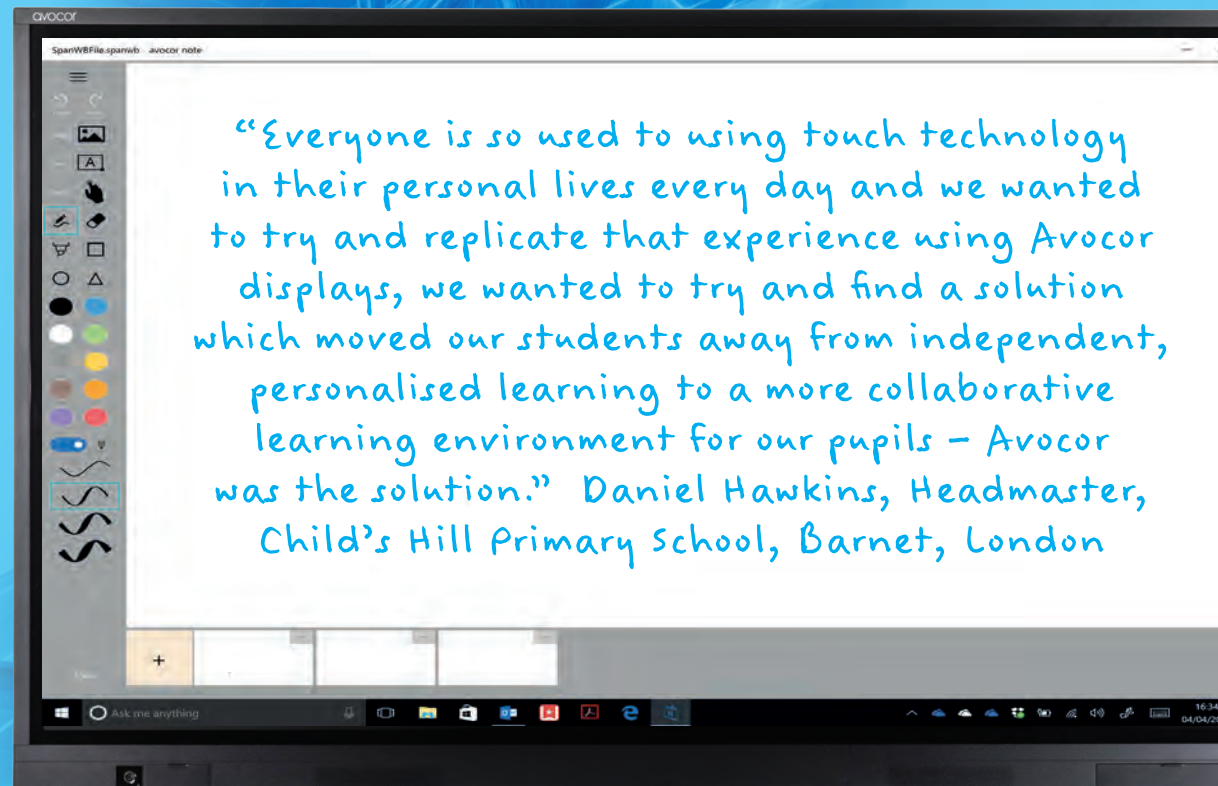 avocor
SpanWBFile.spanwb avocor note
A
“Everyone is so used to using touch technology
in their personal lives every day and we wanted
to try and replicate that experience using Avocor
displays, we wanted to try and find a solution
which moved our students away from independent,
personalised learning to a more collaborative
learning environment for our pupils – Avocor
was the solution.” Daniel Hawkins, Headmaster,
Child’s Hill Primary School, Barnet, London
+
Ask me anything
16:34
04/04/20